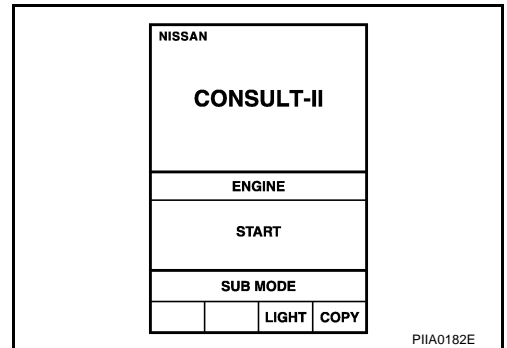 NISSAN
CONSULT-II
ENGINE
START
SUB MODE
LIGHT COPY
PIIA0182E